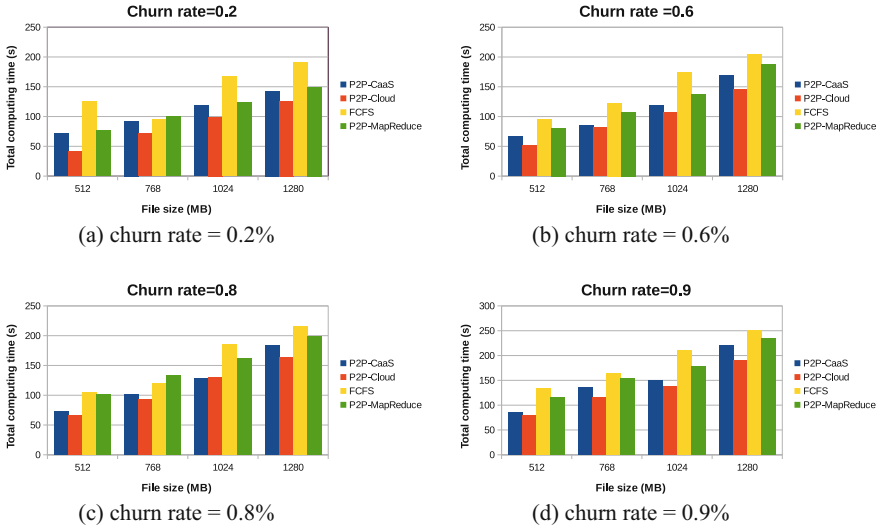 Churn rate=0.2
Total computing time (s)
250
200
150
100
50
0
512 768 1024 1280
File size (MB)
P2P-CaaS
P2P-Cloud
FCFS
P2P-MapReduce
(a) churn rate = 0.2%
Churn rate =0.6
Total computing time (s)
250
200
150
100
50
0
512 768 1024 1280
File size (MB)
P2P-CaaS
P2P-Cloud
FCFS
P2P-MapReduce
(b) churn rate = 0.6%
Churn rate=0.8
Total computing time (s)
250
200
150
100
50
0
512 768 1024 1280
File size (MB)
P2P-CaaS
P2P-Cloud
FCFS
P2P-MapReduce
(c) churn rate = 0.8%
Churn rate=0.9
Total computing time (s)
300
250
200
150
100
50
0
512 768 1024 1280
File size (MB)
P2P-CaaS
P2P-Cloud
FCFS
P2P-MapReduce
(d) churn rate = 0.9%